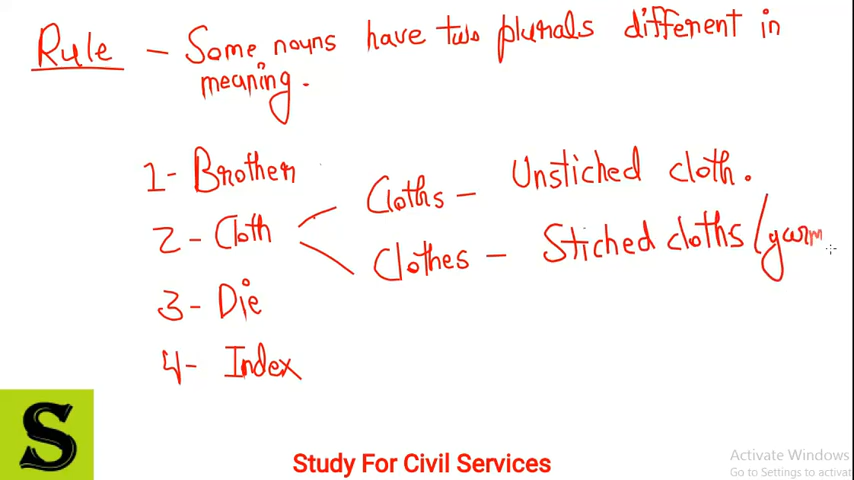 Rule - Some nouns have two plurals different in
meaning.
1- Brother
2- Cloth
Cloths - Unstiched cloth.
Clothes - Stiched cloths/garm
3- Die
4- Index
S
Study For Civil Services
Activate Windows
Go to Settings to activat